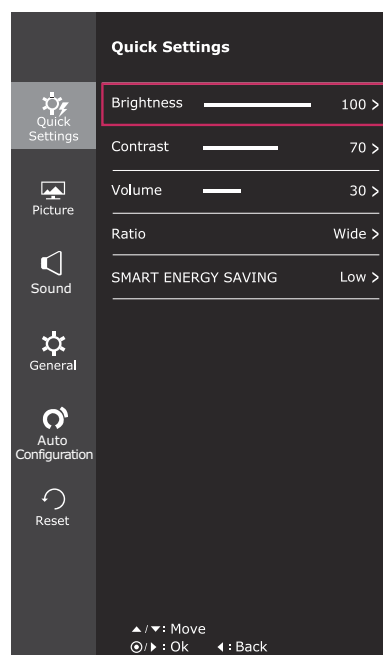 Quick Settings
Quick
Settings
Brightness 100 >
Contrast 70 >
Volume 30 >
Picture
Ratio Wide >
Sound
SMART ENERGY SAVING Low >
General
Auto
Configuration
Reset
▲/▼: Move
◉/▶ : Ok ◀ : Back